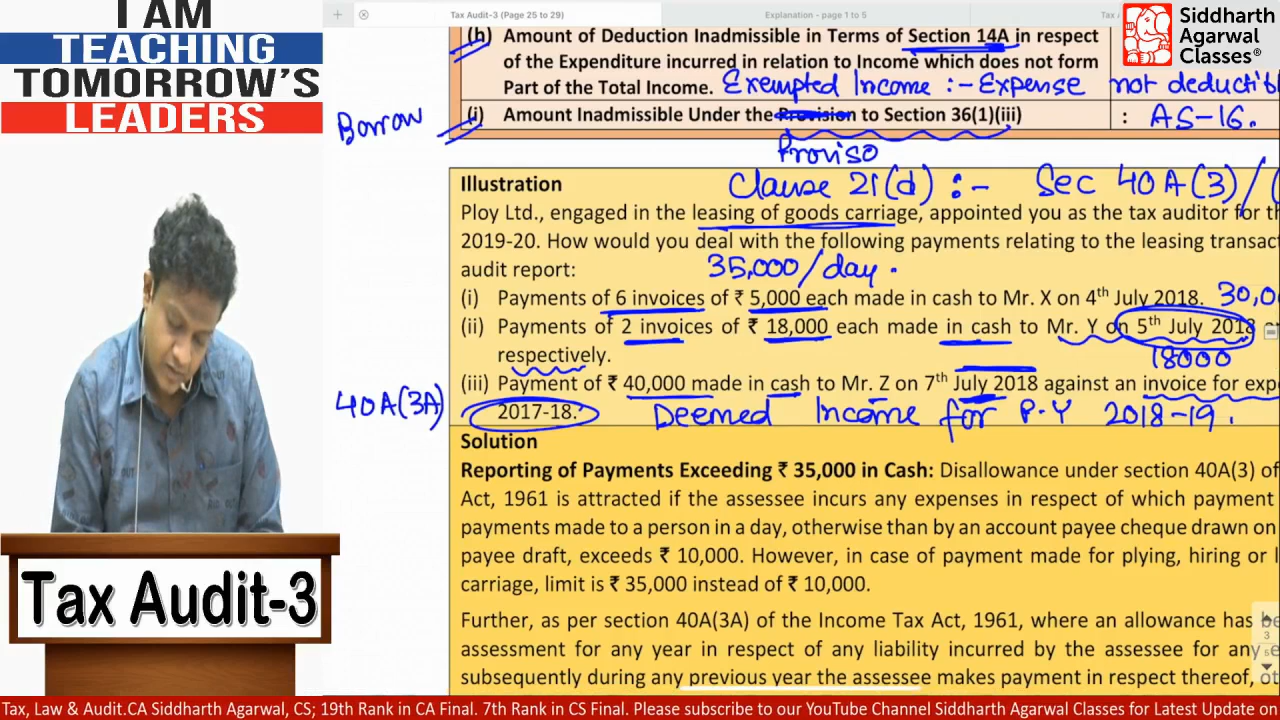 I AM
TEACHING
TOMORROW'S
LEADERS
Tax Audit-3 (Page 25 to 29)
Explanation - page 1 to 5
Siddharth
Agarwal
Classes®
(h) Amount of Deduction Inadmissible in Terms of Section 14A in respect
of the Expenditure incurred in relation to Income which does not form
Part of the Total Income. Exempted Income :- Expense not deductibl
Borrow
(i) Amount Inadmissible Under the Provision to Section 36(1)(iii) : AS-16.
Proviso
Illustration
Clause 21(d) :- Sec 40A(3)/(
Ploy Ltd., engaged in the leasing of goods carriage, appointed you as the tax auditor for th
2019-20. How would you deal with the following payments relating to the leasing transact
audit report: 35,000/day.
(i) Payments of 6 invoices of ₹ 5,000 each made in cash to Mr. X on 4th July 2018. 30,0
(ii) Payments of 2 invoices of ₹ 18,000 each made in cash to Mr. Y on 5th July 2018
respectively. 18000
(iii) Payment of ₹ 40,000 made in cash to Mr. Z on 7th July 2018 against an invoice for expe
40A(3A) 2017-18. Deemed Income for P.Y 2018-19.
Solution
Reporting of Payments Exceeding ₹ 35,000 in Cash: Disallowance under section 40A(3) of
Act, 1961 is attracted if the assessee incurs any expenses in respect of which payment
payments made to a person in a day, otherwise than by an account payee cheque drawn on
payee draft, exceeds ₹ 10,000. However, in case of payment made for plying, hiring or l
carriage, limit is ₹ 35,000 instead of ₹ 10,000.
Further, as per section 40A(3A) of the Income Tax Act, 1961, where an allowance has be
assessment for any year in respect of any liability incurred by the assessee for any e
subsequently during any previous year the assessee makes payment in respect thereof, ot
Tax Audit-3
Tax, Law & Audit.CA Siddharth Agarwal, CS; 19th Rank in CA Final. 7th Rank in CS Final. Please subscribe to our YouTube Channel Siddharth Agarwal Classes for Latest Update on